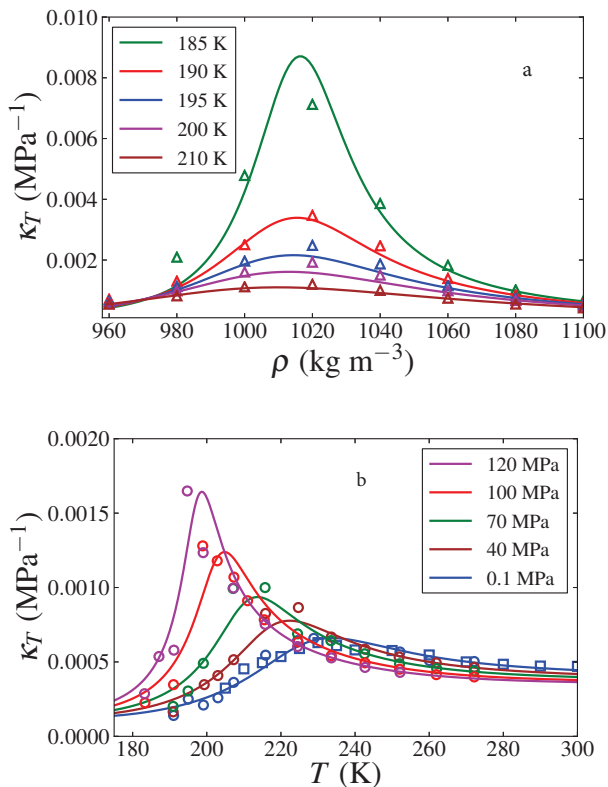 0.010
0.008
0.006
0.004
0.002
κT (MPa−1)
185 K
190 K
195 K
200 K
210 K
a
960 980 1000 1020 1040 1060 1080 1100
ρ (kg m−3)
0.0020
0.0015
0.0010
0.0005
0.0000
κT (MPa−1)
b
120 MPa
100 MPa
70 MPa
40 MPa
0.1 MPa
180 200 220 240 260 280 300
T (K)